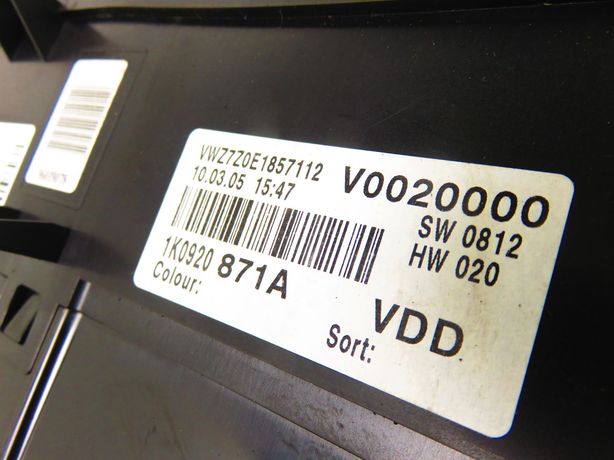 VWZ7Z0E1857112 V0020000
10.03.05 15:47 SW 0812
HW 020
1K0920 871A
Colour: VDD
Sort: